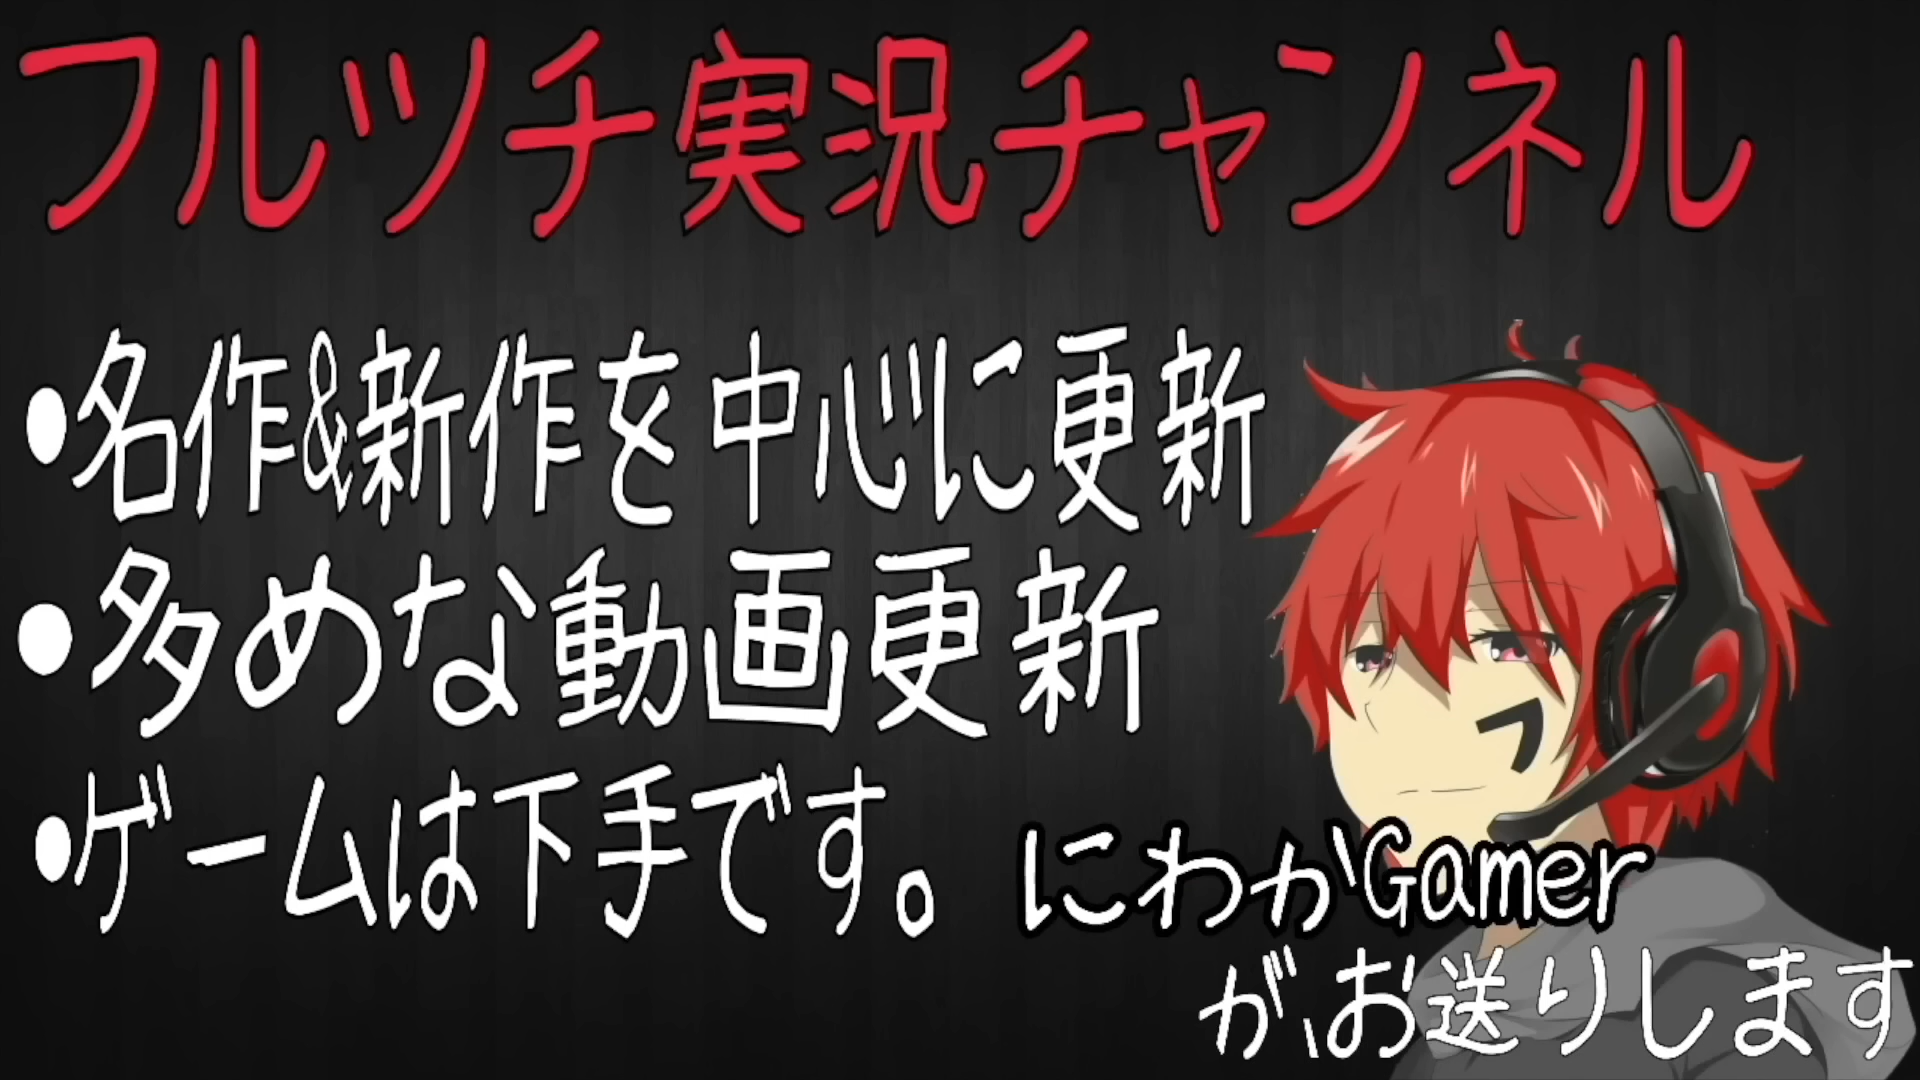 フルツチ実況チャンネル
•名作&新作を中心に更新
•多めな動画更新
フ
•ゲームは下手です。
にわかGamer
がお送りします